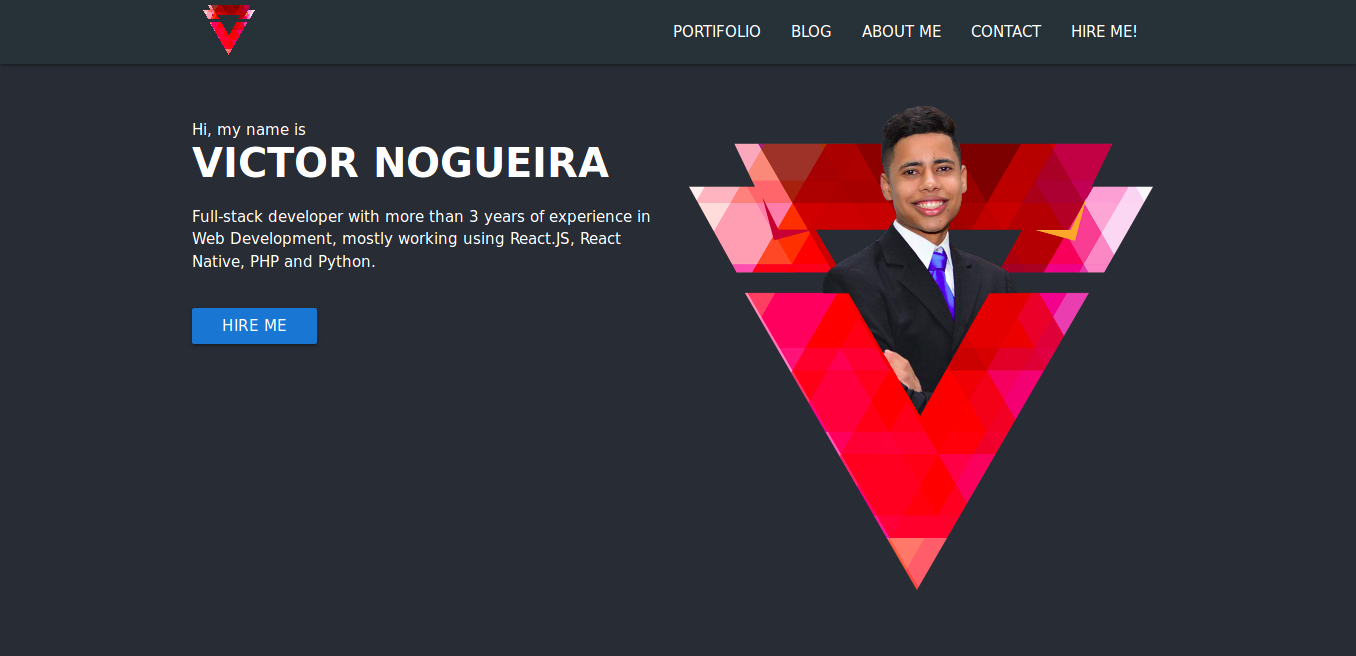 PORTIFOLIO BLOG ABOUT ME CONTACT HIRE ME!
Hi, my name is
VICTOR NOGUEIRA
Full-stack developer with more than 3 years of experience in
Web Development, mostly working using React.JS, React
Native, PHP and Python.
HIRE ME